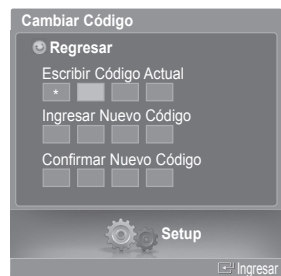 Cambiar Código
Regresar
Escribir Código Actual
*
Ingresar Nuevo Código
Confirmar Nuevo Código
Setup
Ingresar